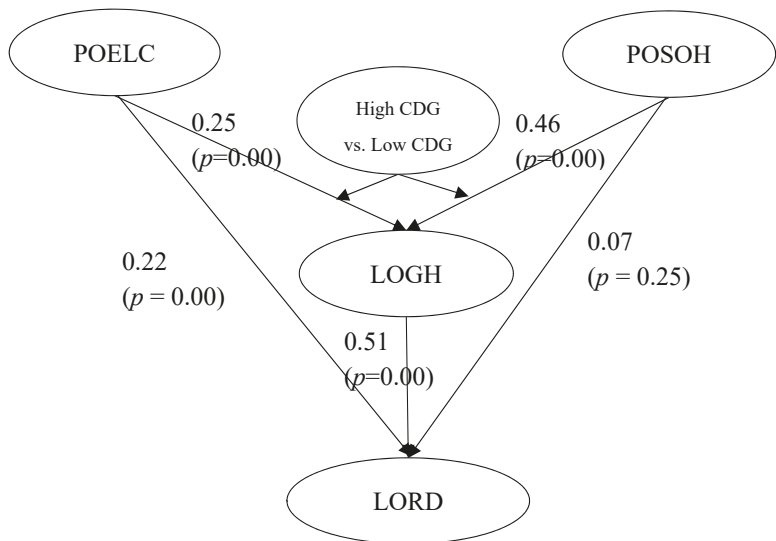 POELC
POSOH
High CDG
vs. Low CDG
0.25
(p=0.00)
0.46
(p=0.00)
0.22
(p = 0.00)
LOGH
0.07
(p = 0.25)
0.51
(p=0.00)
LORD